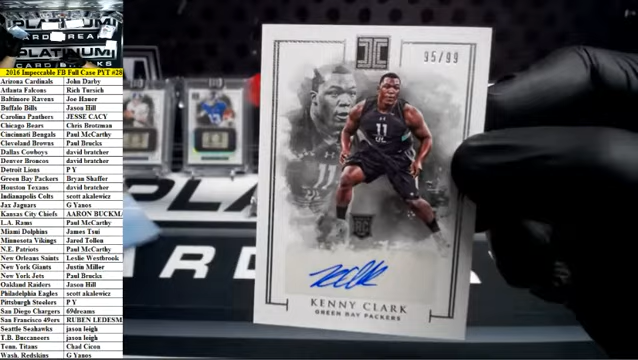 PLATINUM
CARD BREAKS
2016 Impeccable FB Full Case PYT #28
Arizona Cardinals John Darby
Atlanta Falcons Rich Tursich
Baltimore Ravens Joe Hauer
Buffalo Bills Jason Hill
Carolina Panthers JESSE CACY
Chicago Bears Chris Brotzman
Cincinnati Bengals Paul McCarthy
Cleveland Browns Paul Brucks
Dallas Cowboys david bratcher
Denver Broncos david bratcher
Detroit Lions P Y
Green Bay Packers Bryan Shaffer
Houston Texans david bratcher
Indianapolis Colts scott akalewicz
Jax Jaguars G Yanos
Kansas City Chiefs AARON BUCKMA
L.A. Rams Paul McCarthy
Miami Dolphins James Tsui
Minnesota Vikings Jared Tollen
N.E. Patriots Paul McCarthy
New Orleans Saints Leslie Westbrook
New York Giants Justin Miller
New York Jets Paul Brucks
Oakland Raiders Jason Hill
Philadelphia Eagles scott akalewicz
Pittsburgh Steelers P Y
San Diego Chargers 69dreams
San Francisco 49ers RUBEN LEDESM
Seattle Seahawks jason leigh
T.B. Buccaneers jason leigh
Tenn. Titans Chad Cicon
Wash. Redskins G Yanos
95/99
11
DL
11
KENNY CLARK
GREEN BAY PACKERS